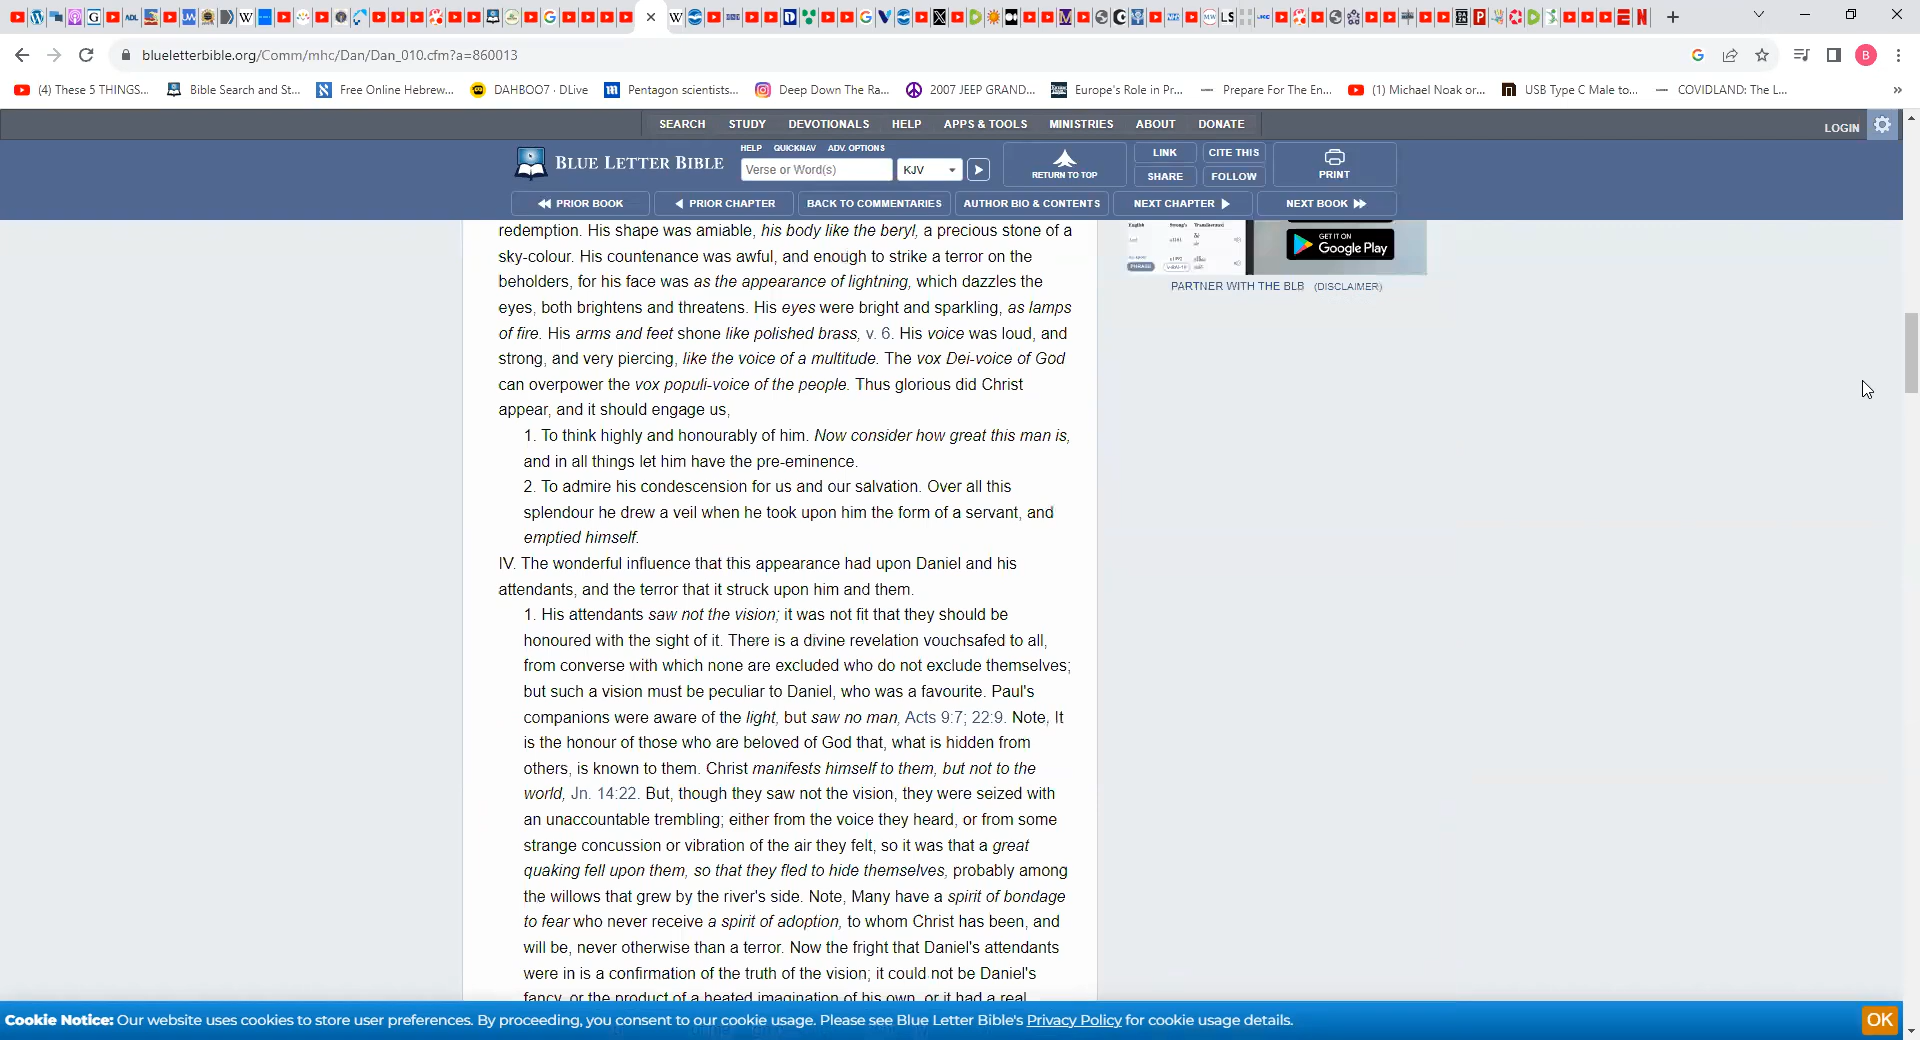 blueletterbible.org/Comm/mhc/Dan/Dan_010.cfm?a=860013
(4) These 5 THINGS...
Bible Search and St...
Free Online Hebrew...
DAHBOO7 · DLive
Pentagon scientists...
Deep Down The Ra...
2007 JEEP GRAND...
Europe's Role in Pr...
Prepare For The En...
(1) Michael Noak or...
USB Type C Male to...
COVIDLAND: The L...
SEARCH STUDY DEVOTIONALS HELP APPS & TOOLS MINISTRIES ABOUT DONATE
LOGIN
BLUE LETTER BIBLE
HELP QUICKNAV ADV. OPTIONS
Verse or Word(s)
KJV
RETURN TO TOP
LINK
CITE THIS
SHARE
FOLLOW
PRINT
PRIOR BOOK
PRIOR CHAPTER
BACK TO COMMENTARIES
AUTHOR BIO & CONTENTS
NEXT CHAPTER
NEXT BOOK
redemption. His shape was amiable, his body like the beryl, a precious stone of a
sky-colour. His countenance was awful, and enough to strike a terror on the
beholders, for his face was as the appearance of lightning, which dazzles the
eyes, both brightens and threatens. His eyes were bright and sparkling, as lamps
of fire. His arms and feet shone like polished brass, v. 6. His voice was loud, and
strong, and very piercing, like the voice of a multitude. The vox Dei-voice of God
can overpower the vox populi-voice of the people. Thus glorious did Christ
appear, and it should engage us,
1. To think highly and honourably of him. Now consider how great this man is,
and in all things let him have the pre-eminence.
2. To admire his condescension for us and our salvation. Over all this
splendour he drew a veil when he took upon him the form of a servant, and
emptied himself.
IV. The wonderful influence that this appearance had upon Daniel and his
attendants, and the terror that it struck upon him and them.
1. His attendants saw not the vision; it was not fit that they should be
honoured with the sight of it. There is a divine revelation vouchsafed to all,
from converse with which none are excluded who do not exclude themselves;
but such a vision must be peculiar to Daniel, who was a favourite. Paul's
companions were aware of the light, but saw no man, Acts 9:7; 22:9. Note, It
is the honour of those who are beloved of God that, what is hidden from
others, is known to them. Christ manifests himself to them, but not to the
world, Jn. 14:22. But, though they saw not the vision, they were seized with
an unaccountable trembling; either from the voice they heard, or from some
strange concussion or vibration of the air they felt, so it was that a great
quaking fell upon them, so that they fled to hide themselves, probably among
the willows that grew by the river's side. Note, Many have a spirit of bondage
to fear who never receive a spirit of adoption, to whom Christ has been, and
will be, never otherwise than a terror. Now the fright that Daniel's attendants
were in is a confirmation of the truth of the vision; it could not be Daniel's
fancy, or the product of a heated imagination of his own, or it had a real
English Strong's
PHRASE
GET IT ON
Google Play
PARTNER WITH THE BLB (DISCLAIMER)
Cookie Notice: Our website uses cookies to store user preferences. By proceeding, you consent to our cookie usage. Please see Blue Letter Bible's Privacy Policy for cookie usage details.
OK